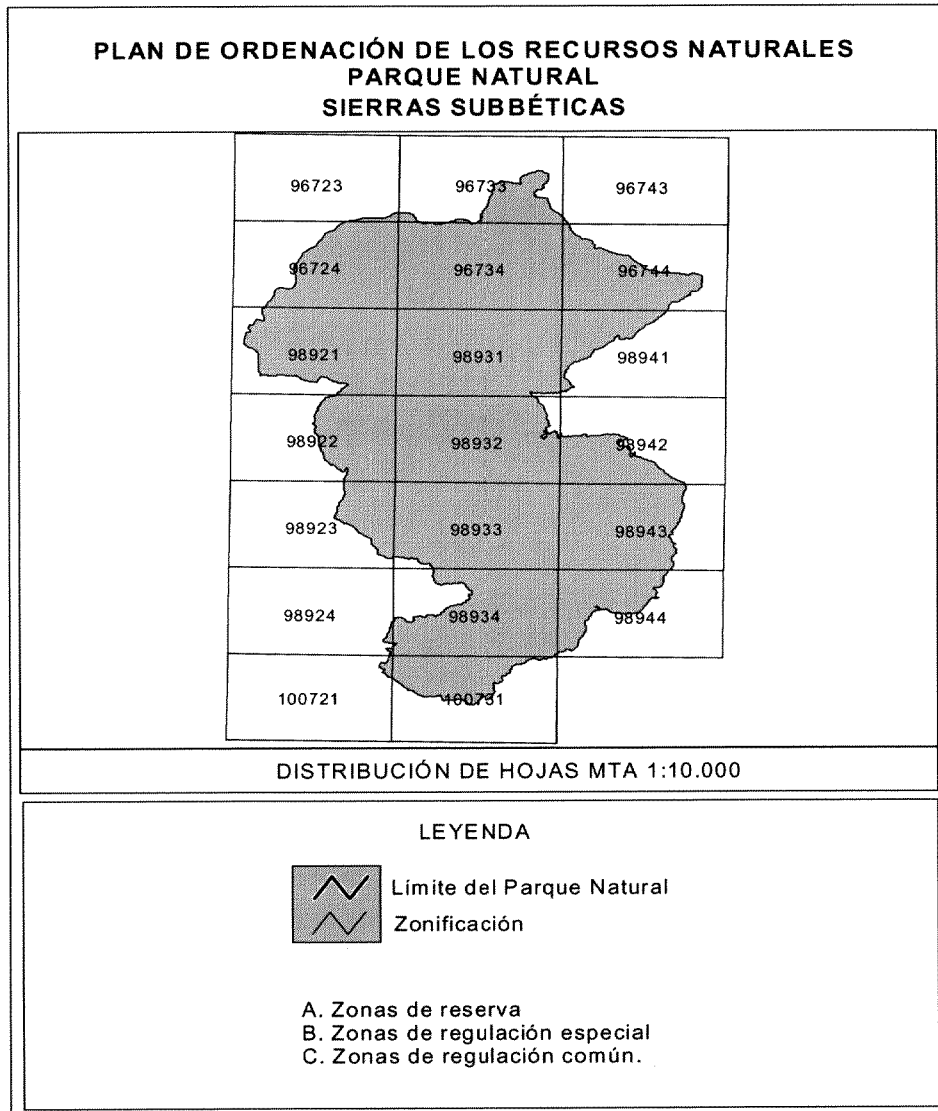 PLAN DE ORDENACIÓN DE LOS RECURSOS NATURALES
PARQUE NATURAL
SIERRAS SUBBÉTICAS
96723 96733 96743
96724 96734 96744
98921 98931 98941
98922 98932 98942
98923 98933 98943
98924 98934 98944
100721 100731
DISTRIBUCIÓN DE HOJAS MTA 1:10.000
LEYENDA
Límite del Parque Natural
Zonificación
A. Zonas de reserva
B. Zonas de regulación especial
C. Zonas de regulación común.